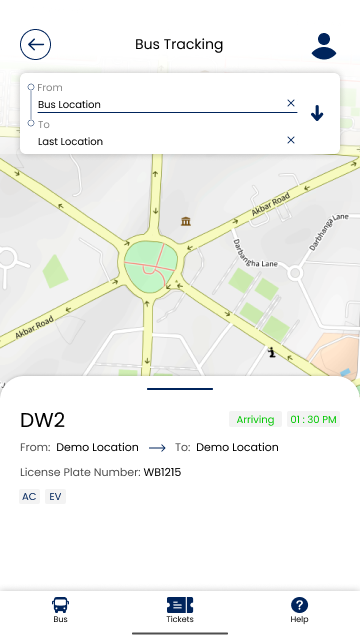 Bus Tracking
From
Bus Location
To
Last Location
Akbar Road
Darbhanga Lane
Darbhangha Lane
Akbar Road
DW2
Arriving
01 : 30 PM
From: Demo Location
To: Demo Location
License Plate Number: WB1215
AC
EV
Bus
Tickets
Help